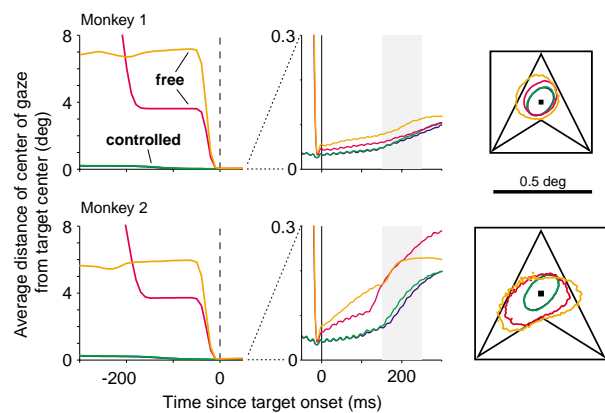 Monkey 1
8
4
0
free
controlled
0.3
0
0.5 deg
Average distance of center of gaze
from target center (deg)
Monkey 2
8
4
0
0.3
0
-200
0
0
200
Time since target onset (ms)